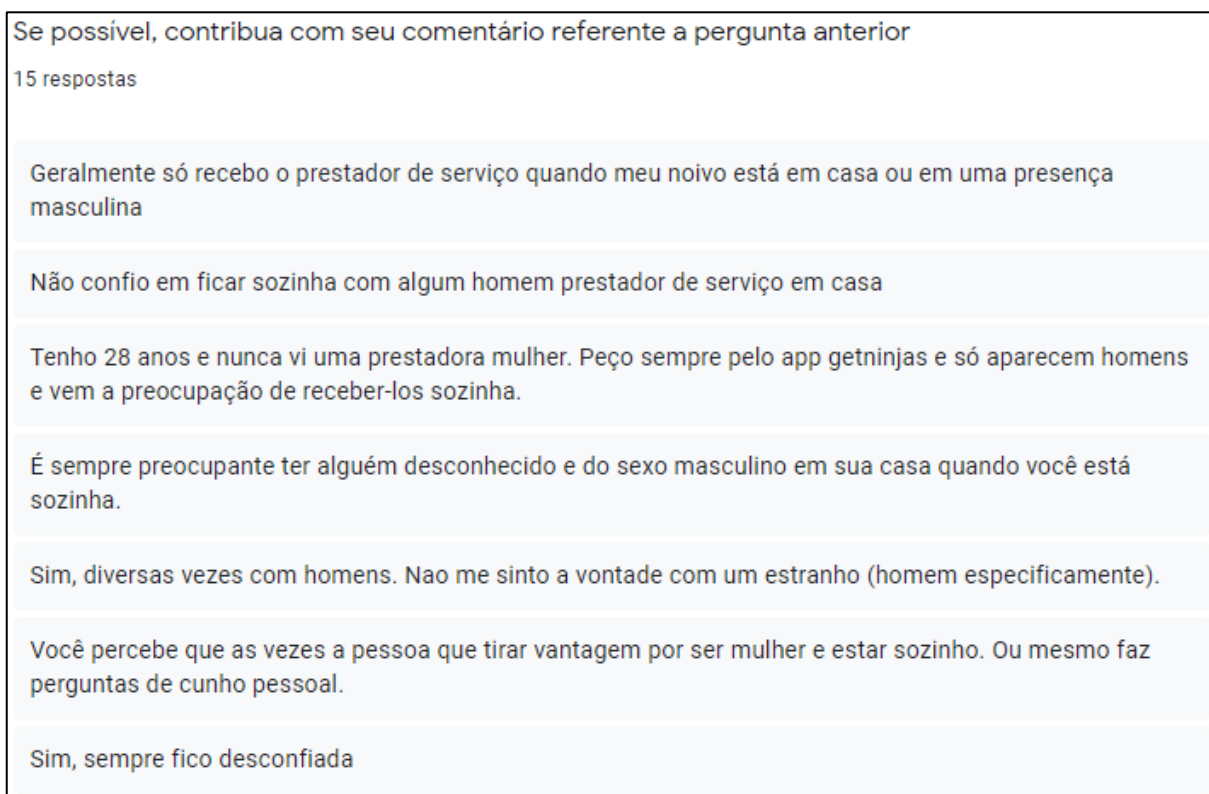 Se possível, contribua com seu comentário referente a pergunta anterior
15 respostas
Geralmente só recebo o prestador de serviço quando meu noivo está em casa ou em uma presença
masculina
Não confio em ficar sozinha com algum homem prestador de serviço em casa
Tenho 28 anos e nunca vi uma prestadora mulher. Peço sempre pelo app getninjas e só aparecem homens
e vem a preocupação de receber-los sozinha.
É sempre preocupante ter alguém desconhecido e do sexo masculino em sua casa quando você está
sozinha.
Sim, diversas vezes com homens. Nao me sinto a vontade com um estranho (homem especificamente).
Você percebe que as vezes a pessoa que tirar vantagem por ser mulher e estar sozinho. Ou mesmo faz
perguntas de cunho pessoal.
Sim, sempre fico desconfiada